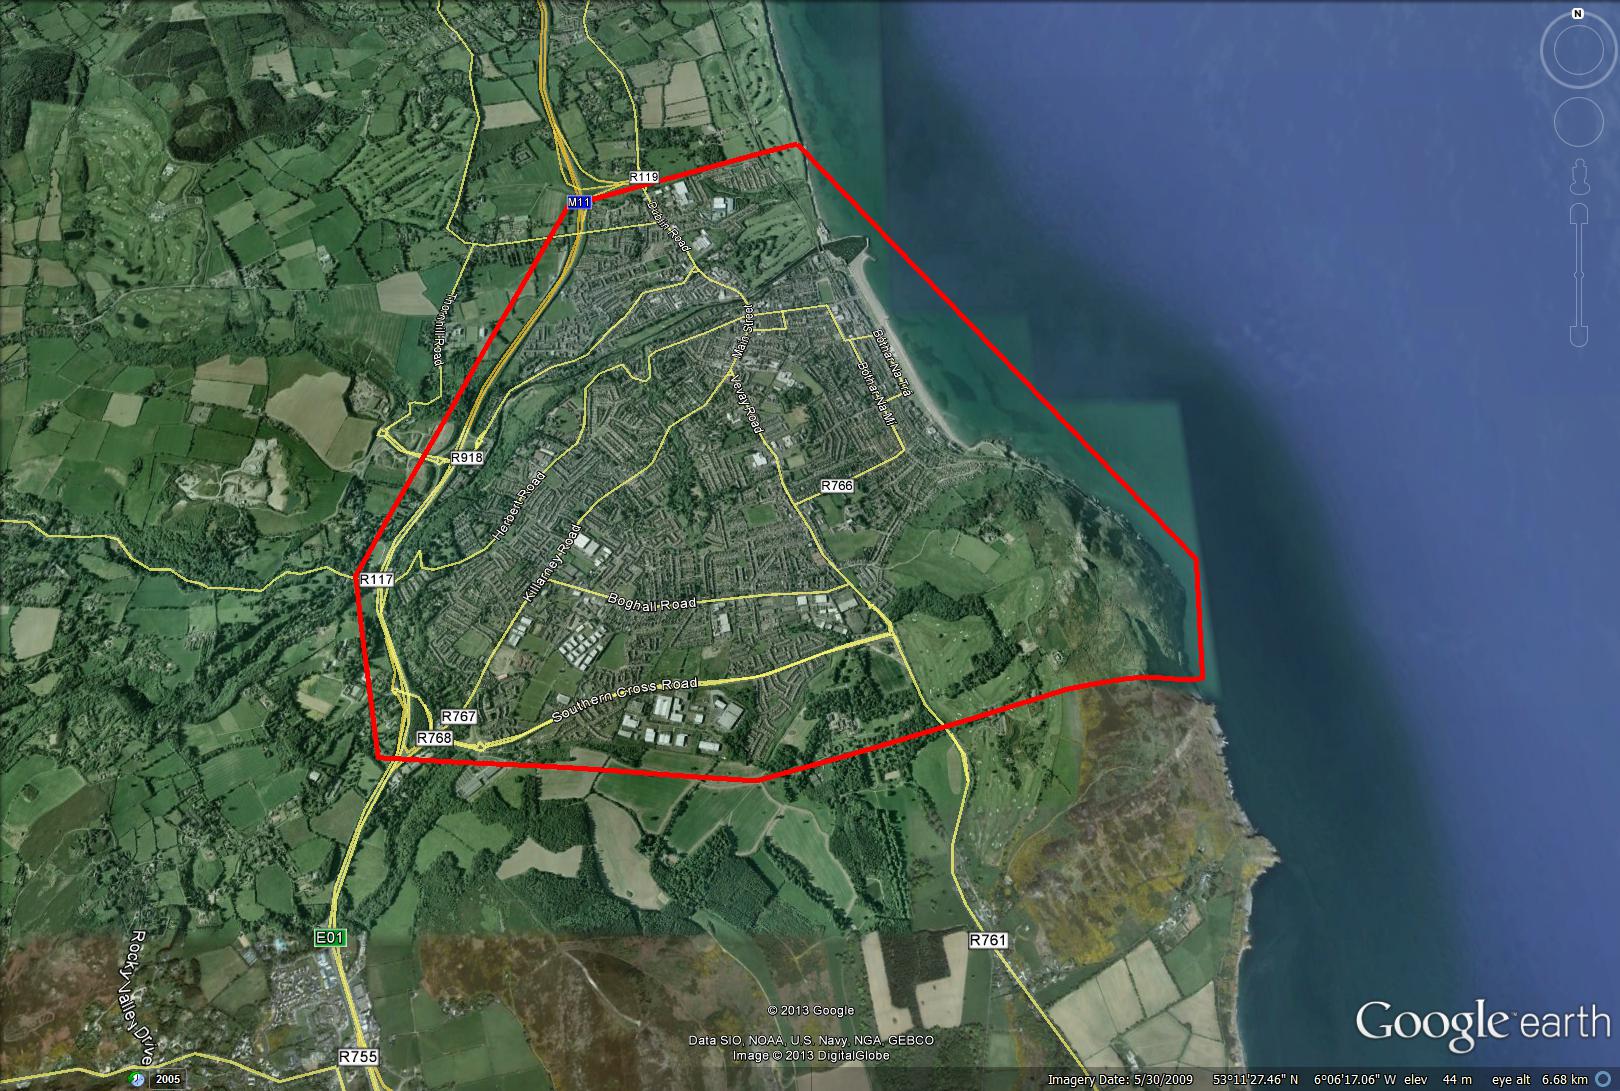 N
R119
M11
Dublin Road
Thornhill Road
Main Street
Bóthar Na Trá
Bóthar Na Mílí
Vevay Road
R918
R766
Herbert Road
Killarney Road
R117
Boghall Road
Southern Cross Road
R767
R768
E01
R761
Rocky Valley Drive
R755
© 2013 Google
Data SIO, NOAA, U.S. Navy, NGA, GEBCO
Image © 2013 DigitalGlobe
Google earth
2005
Imagery Date: 5/30/2009 53°11'27.46" N 6°06'17.06" W elev 44 m eye alt 6.68 km